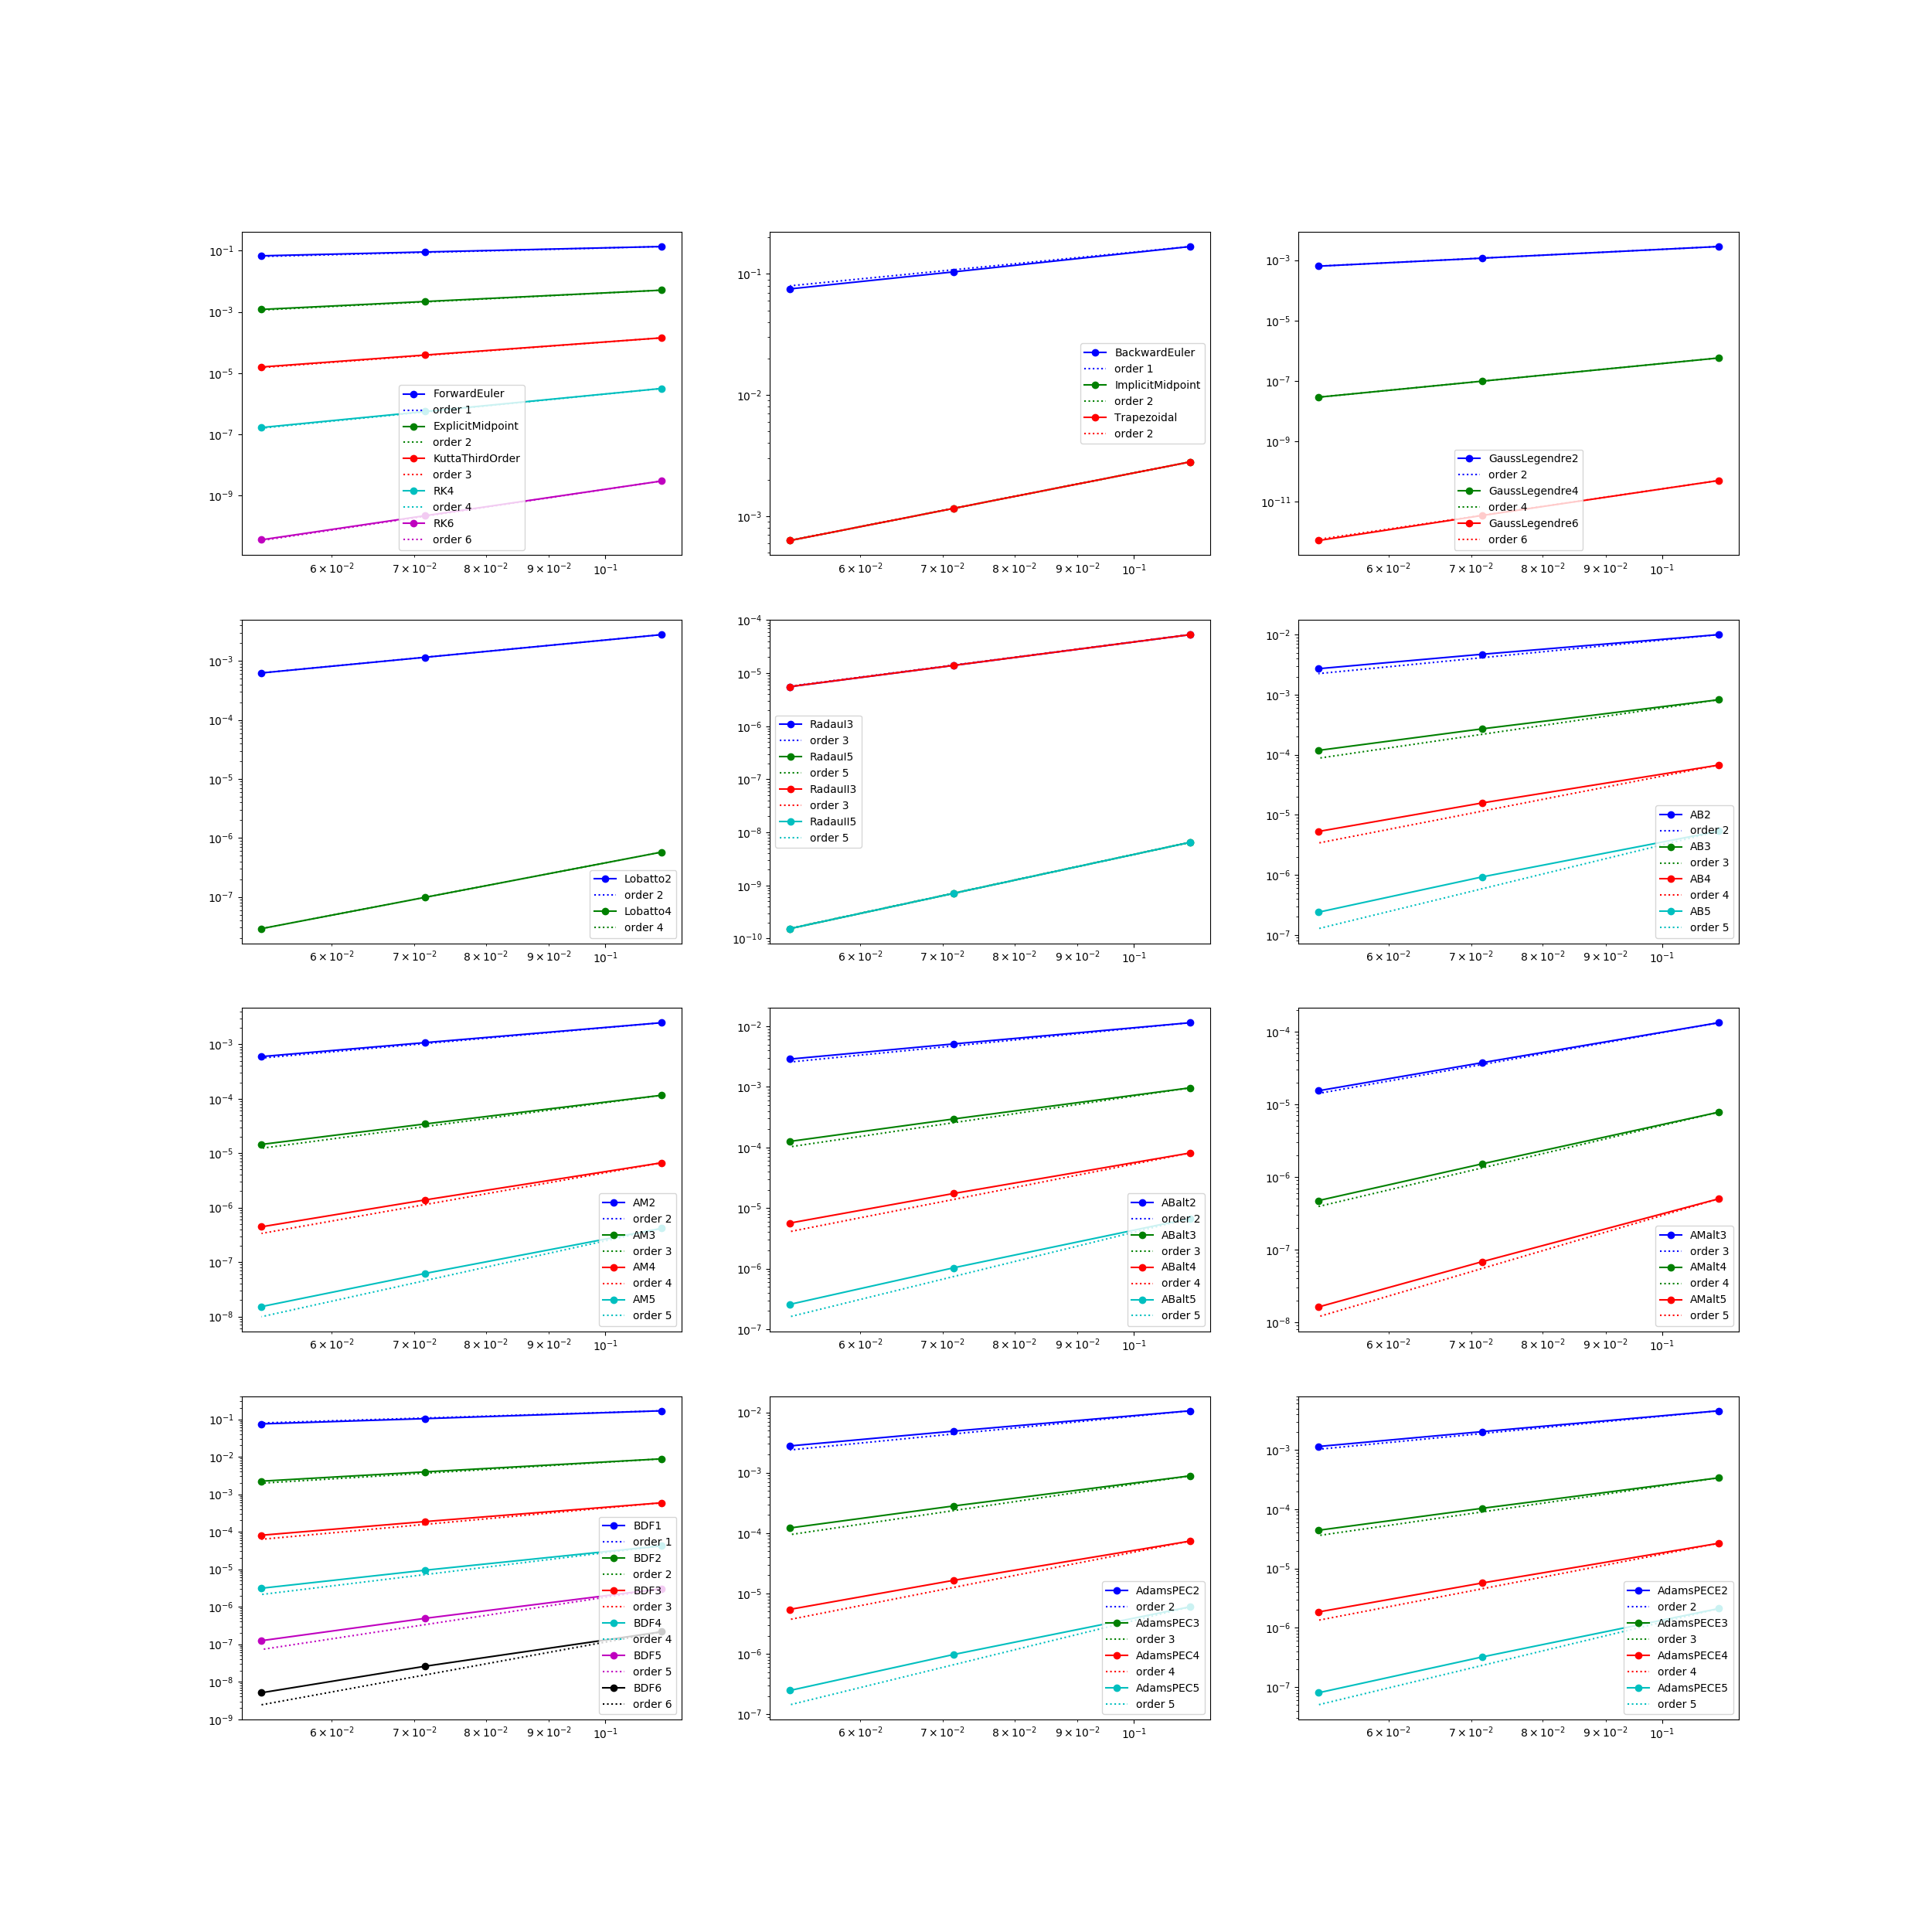 10⁻¹
10⁻³
10⁻⁵
10⁻⁷
10⁻⁹
ForwardEuler
order 1
ExplicitMidpoint
order 2
KuttaThirdOrder
order 3
RK4
order 4
RK6
order 6
6 × 10⁻² 7 × 10⁻² 8 × 10⁻² 9 × 10⁻² 10⁻¹
10⁻¹
10⁻²
10⁻³
BackwardEuler
order 1
ImplicitMidpoint
order 2
Trapezoidal
order 2
6 × 10⁻² 7 × 10⁻² 8 × 10⁻² 9 × 10⁻² 10⁻¹
10⁻³
10⁻⁵
10⁻⁷
10⁻⁹
10⁻¹¹
GaussLegendre2
order 2
GaussLegendre4
order 4
GaussLegendre6
order 6
6 × 10⁻² 7 × 10⁻² 8 × 10⁻² 9 × 10⁻² 10⁻¹
10⁻³
10⁻⁴
10⁻⁵
10⁻⁶
10⁻⁷
Lobatto2
order 2
Lobatto4
order 4
6 × 10⁻² 7 × 10⁻² 8 × 10⁻² 9 × 10⁻² 10⁻¹
10⁻⁴
10⁻⁵
10⁻⁶
10⁻⁷
10⁻⁸
10⁻⁹
10⁻¹⁰
RadauI3
order 3
RadauI5
order 5
RadauII3
order 3
RadauII5
order 5
6 × 10⁻² 7 × 10⁻² 8 × 10⁻² 9 × 10⁻² 10⁻¹
10⁻²
10⁻³
10⁻⁴
10⁻⁵
10⁻⁶
10⁻⁷
AB2
order 2
AB3
order 3
AB4
order 4
AB5
order 5
6 × 10⁻² 7 × 10⁻² 8 × 10⁻² 9 × 10⁻² 10⁻¹
10⁻³
10⁻⁴
10⁻⁵
10⁻⁶
10⁻⁷
10⁻⁸
AM2
order 2
AM3
order 3
AM4
order 4
AM5
order 5
6 × 10⁻² 7 × 10⁻² 8 × 10⁻² 9 × 10⁻² 10⁻¹
10⁻²
10⁻³
10⁻⁴
10⁻⁵
10⁻⁶
10⁻⁷
ABalt2
order 2
ABalt3
order 3
ABalt4
order 4
ABalt5
order 5
6 × 10⁻² 7 × 10⁻² 8 × 10⁻² 9 × 10⁻² 10⁻¹
10⁻⁴
10⁻⁵
10⁻⁶
10⁻⁷
10⁻⁸
AMalt3
order 3
AMalt4
order 4
AMalt5
order 5
6 × 10⁻² 7 × 10⁻² 8 × 10⁻² 9 × 10⁻² 10⁻¹
10⁻¹
10⁻²
10⁻³
10⁻⁴
10⁻⁵
10⁻⁶
10⁻⁷
10⁻⁸
10⁻⁹
BDF1
order 1
BDF2
order 2
BDF3
order 3
BDF4
order 4
BDF5
order 5
BDF6
order 6
6 × 10⁻² 7 × 10⁻² 8 × 10⁻² 9 × 10⁻² 10⁻¹
10⁻²
10⁻³
10⁻⁴
10⁻⁵
10⁻⁶
10⁻⁷
AdamsPEC2
order 2
AdamsPEC3
order 3
AdamsPEC4
order 4
AdamsPEC5
order 5
6 × 10⁻² 7 × 10⁻² 8 × 10⁻² 9 × 10⁻² 10⁻¹
10⁻³
10⁻⁴
10⁻⁵
10⁻⁶
10⁻⁷
AdamsPECE2
order 2
AdamsPECE3
order 3
AdamsPECE4
order 4
AdamsPECE5
order 5
6 × 10⁻² 7 × 10⁻² 8 × 10⁻² 9 × 10⁻² 10⁻¹